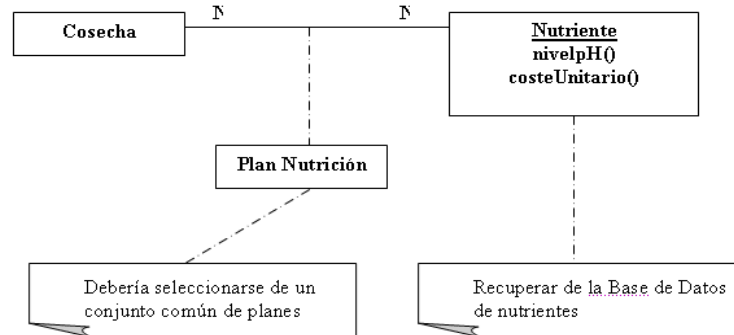 N
N
Cosecha
Nutriente
nivelpH()
costeUnitario()
Plan Nutrición
Debería seleccionarse de un
conjunto común de planes
Recuperar de la Base de Datos
de nutrientes